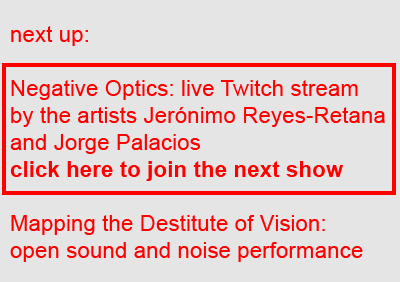 next up:
Negative Optics: live Twitch stream
by the artists Jerónimo Reyes-Retana
and Jorge Palacios
click here to join the next show
Mapping the Destitute of Vision:
open sound and noise performance